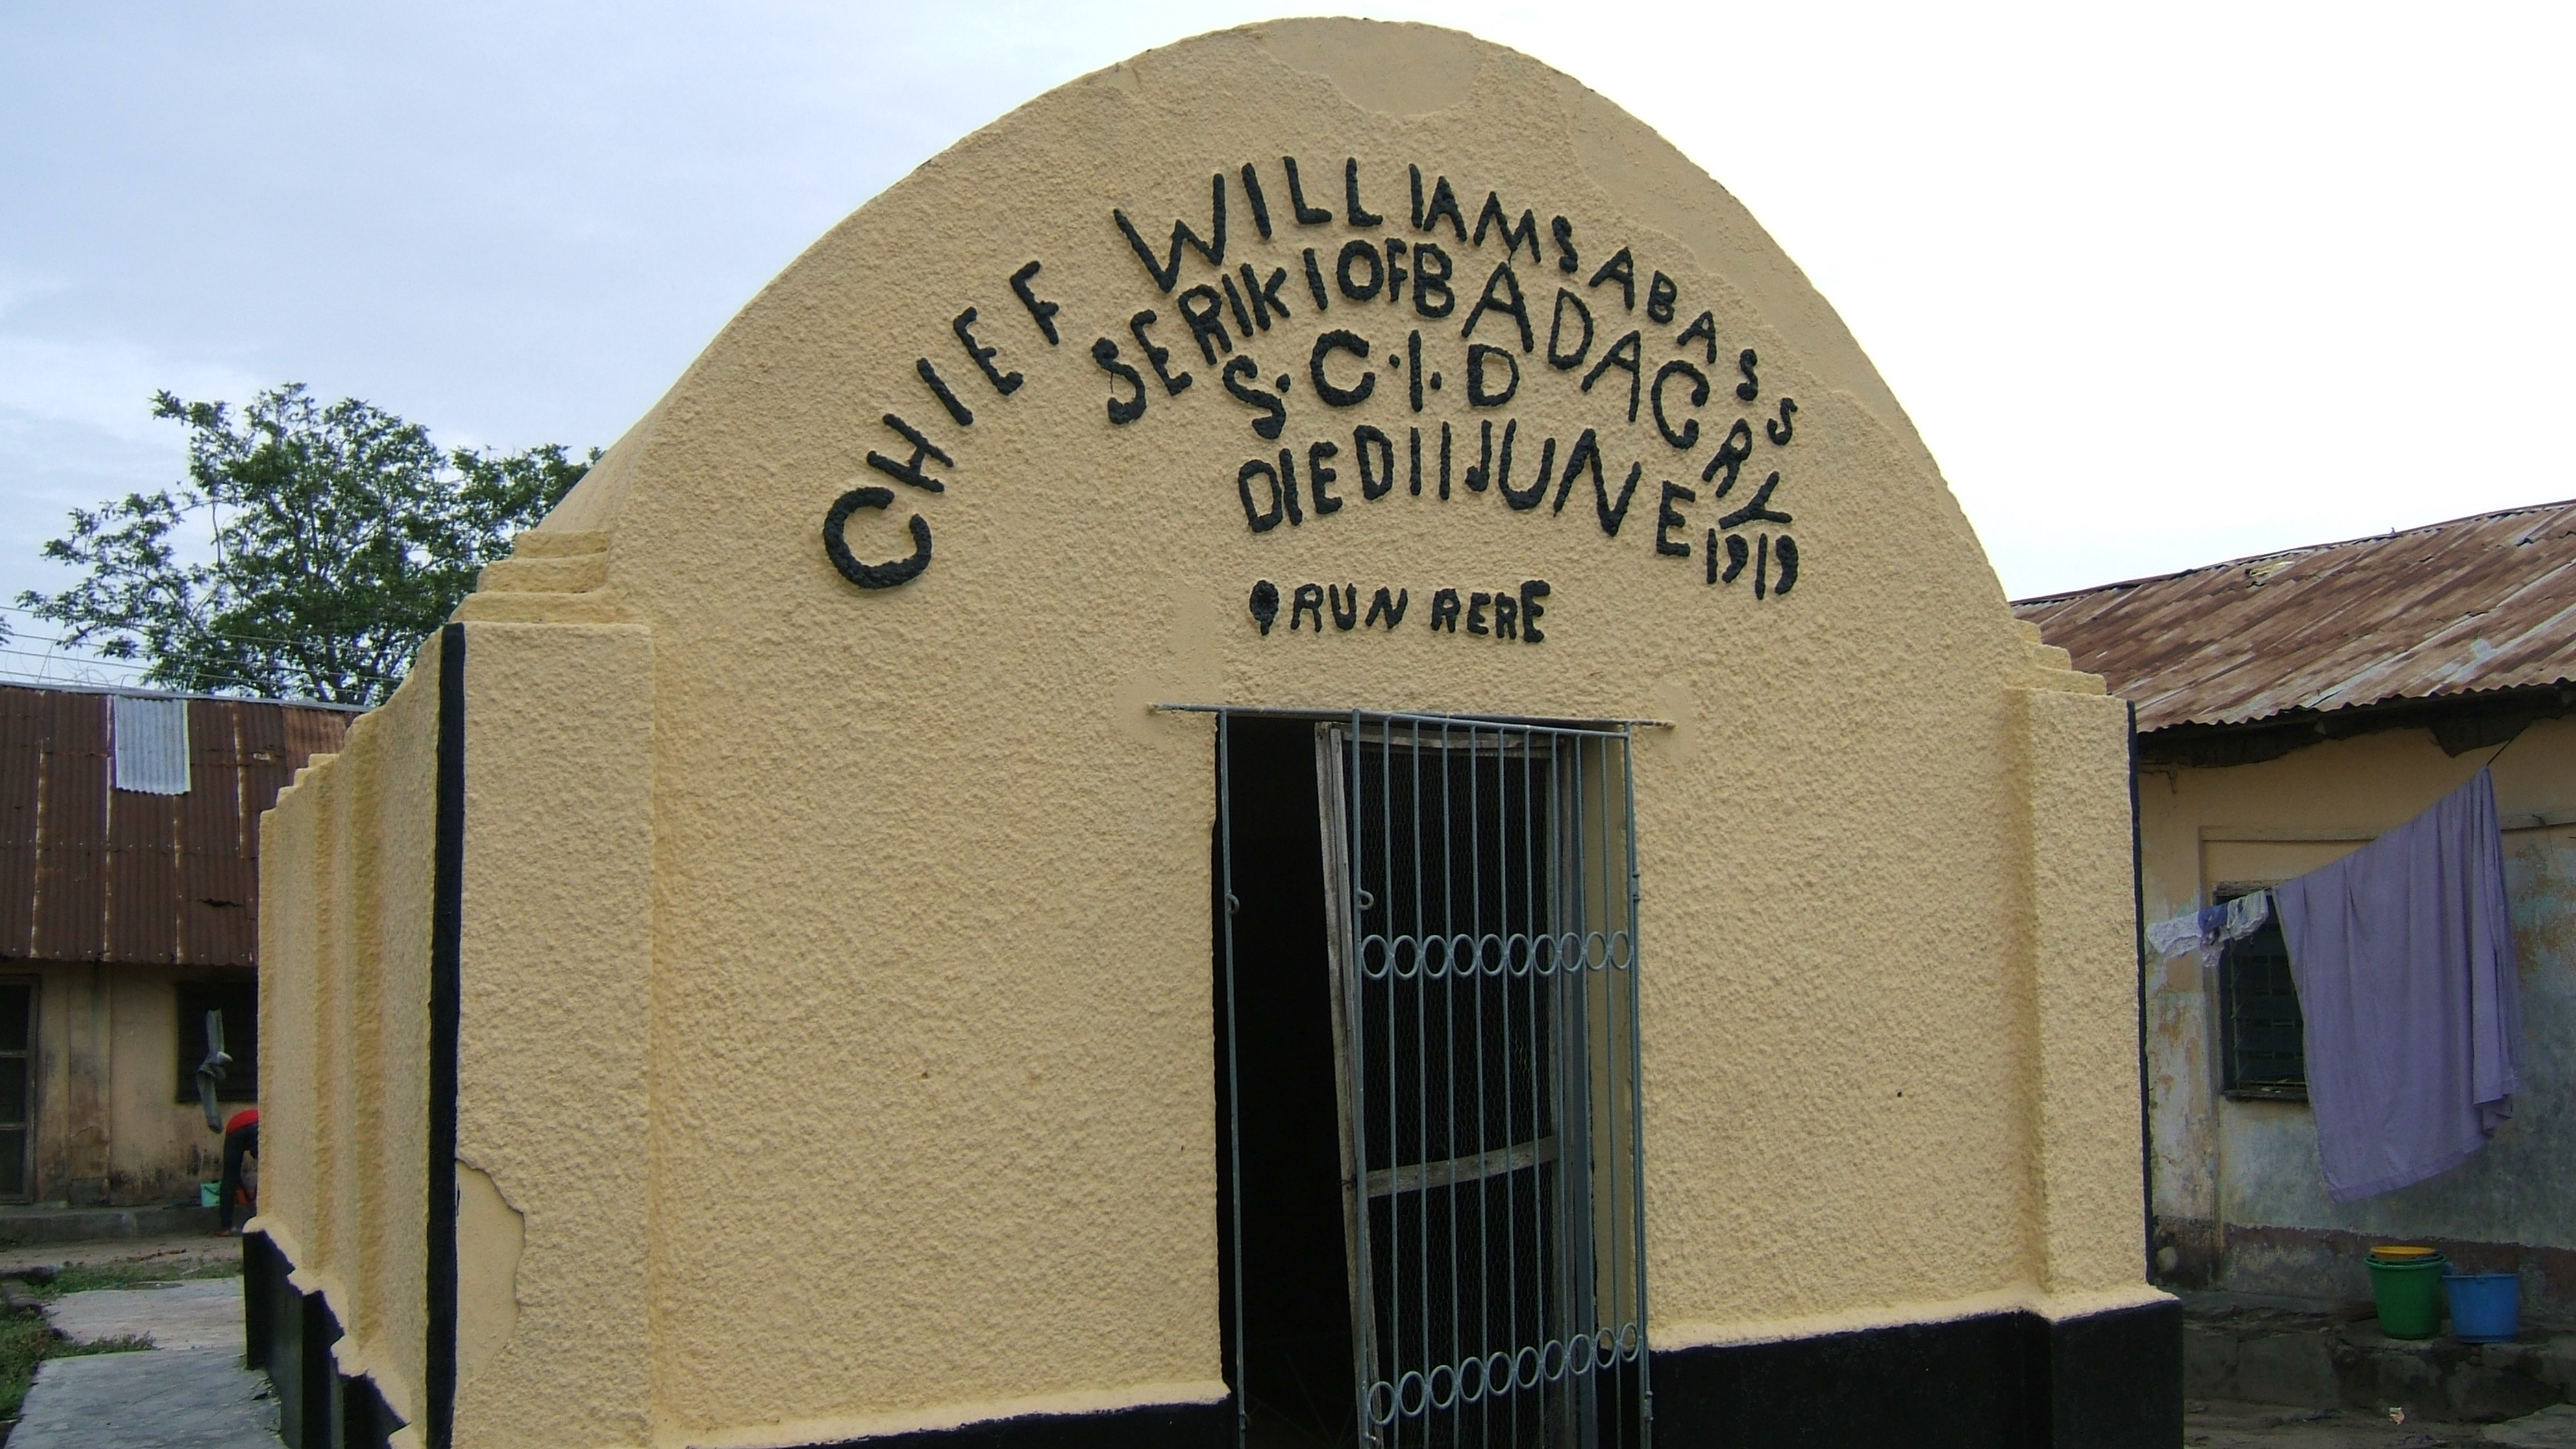 CHIEF WILLIAMS ABASS
SERIKI OF BADAGRY
S.C.I.D
DIED 11 JUNE 1919
ORUN RERE